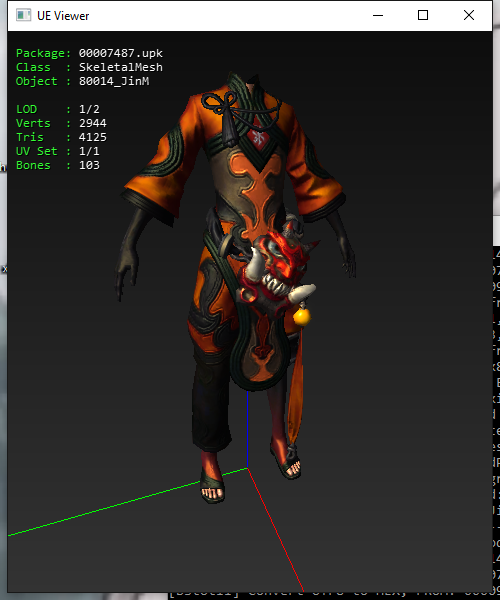 UE Viewer
Package: 00007487.upk
Class : SkeletalMesh
Object : 80014_JinM
LOD : 1/2
Verts : 2944
Tris : 4125
UV Set : 1/1
Bones : 103